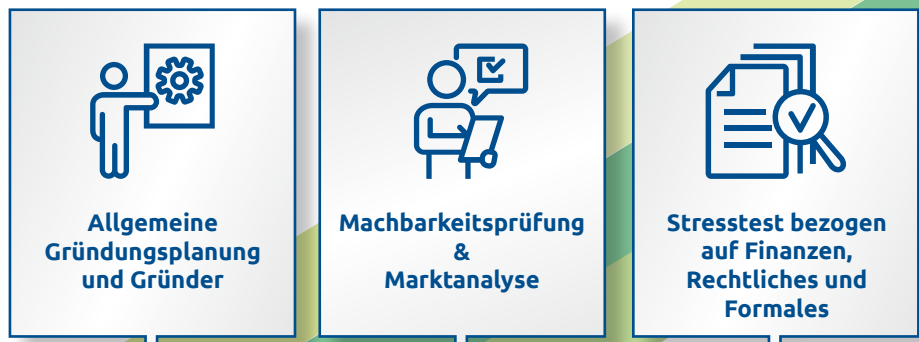 Allgemeine
Gründungsplanung
und Gründer
Machbarkeitsprüfung
&
Marktanalyse
Stresstest bezogen
auf Finanzen,
Rechtliches und
Formales